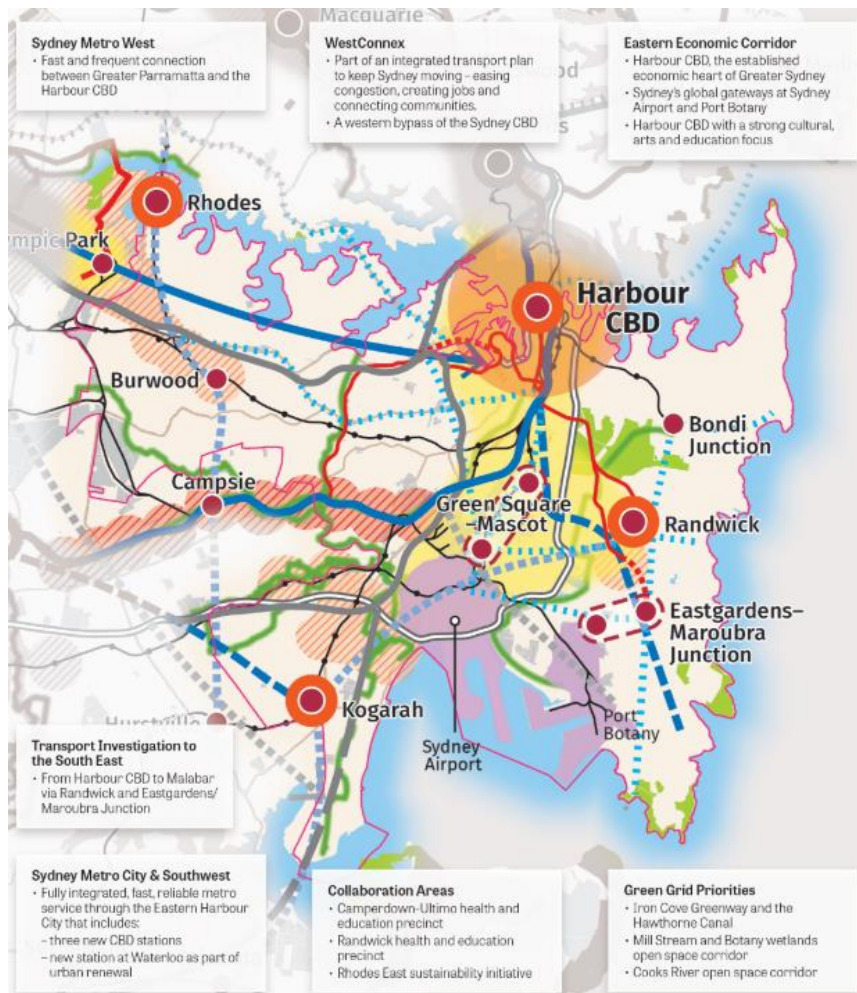 Macquarie
Sydney Metro West
• Fast and frequent connection
between Greater Parramatta and the
Harbour CBD
WestConnex
• Part of an integrated transport plan
to keep Sydney moving – easing
congestion, creating jobs and
connecting communities.
• A western bypass of the Sydney CBD
Eastern Economic Corridor
• Harbour CBD, the established
economic heart of Greater Sydney
• Sydney's global gateways at Sydney
Airport and Port Botany
• Harbour CBD with a strong cultural,
arts and education focus
Rhodes
ympic Park
Harbour
CBD
Burwood
Bondi
Junction
Campsie
Green Square
–Mascot
Randwick
Eastgardens–
Maroubra
Junction
Kogarah
Hurstville
Port
Botany
Sydney
Airport
Transport Investigation to
the South East
• From Harbour CBD to Malabar
via Randwick and Eastgardens/
Maroubra Junction
Sydney Metro City & Southwest
• Fully integrated, fast, reliable metro
service through the Eastern Harbour
City that includes:
– three new CBD stations
– new station at Waterloo as part of
urban renewal
Collaboration Areas
• Camperdown-Ultimo health and
education precinct
• Randwick health and education
precinct
• Rhodes East sustainability initiative
Green Grid Priorities
• Iron Cove Greenway and the
Hawthorne Canal
• Mill Stream and Botany wetlands
open space corridor
• Cooks River open space corridor